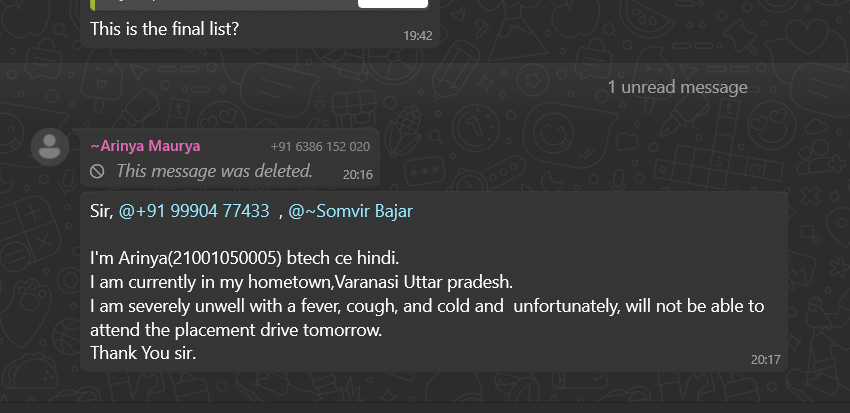 This is the final list?
19:42
1 unread message
~Arinya Maurya +91 6386 152 020
This message was deleted. 20:16
Sir, @+91 99904 77433 , @~Somvir Bajar
I'm Arinya(21001050005) btech ce hindi.
I am currently in my hometown,Varanasi Uttar pradesh.
I am severely unwell with a fever, cough, and cold and unfortunately, will not be able to
attend the placement drive tomorrow.
Thank You sir.
20:17